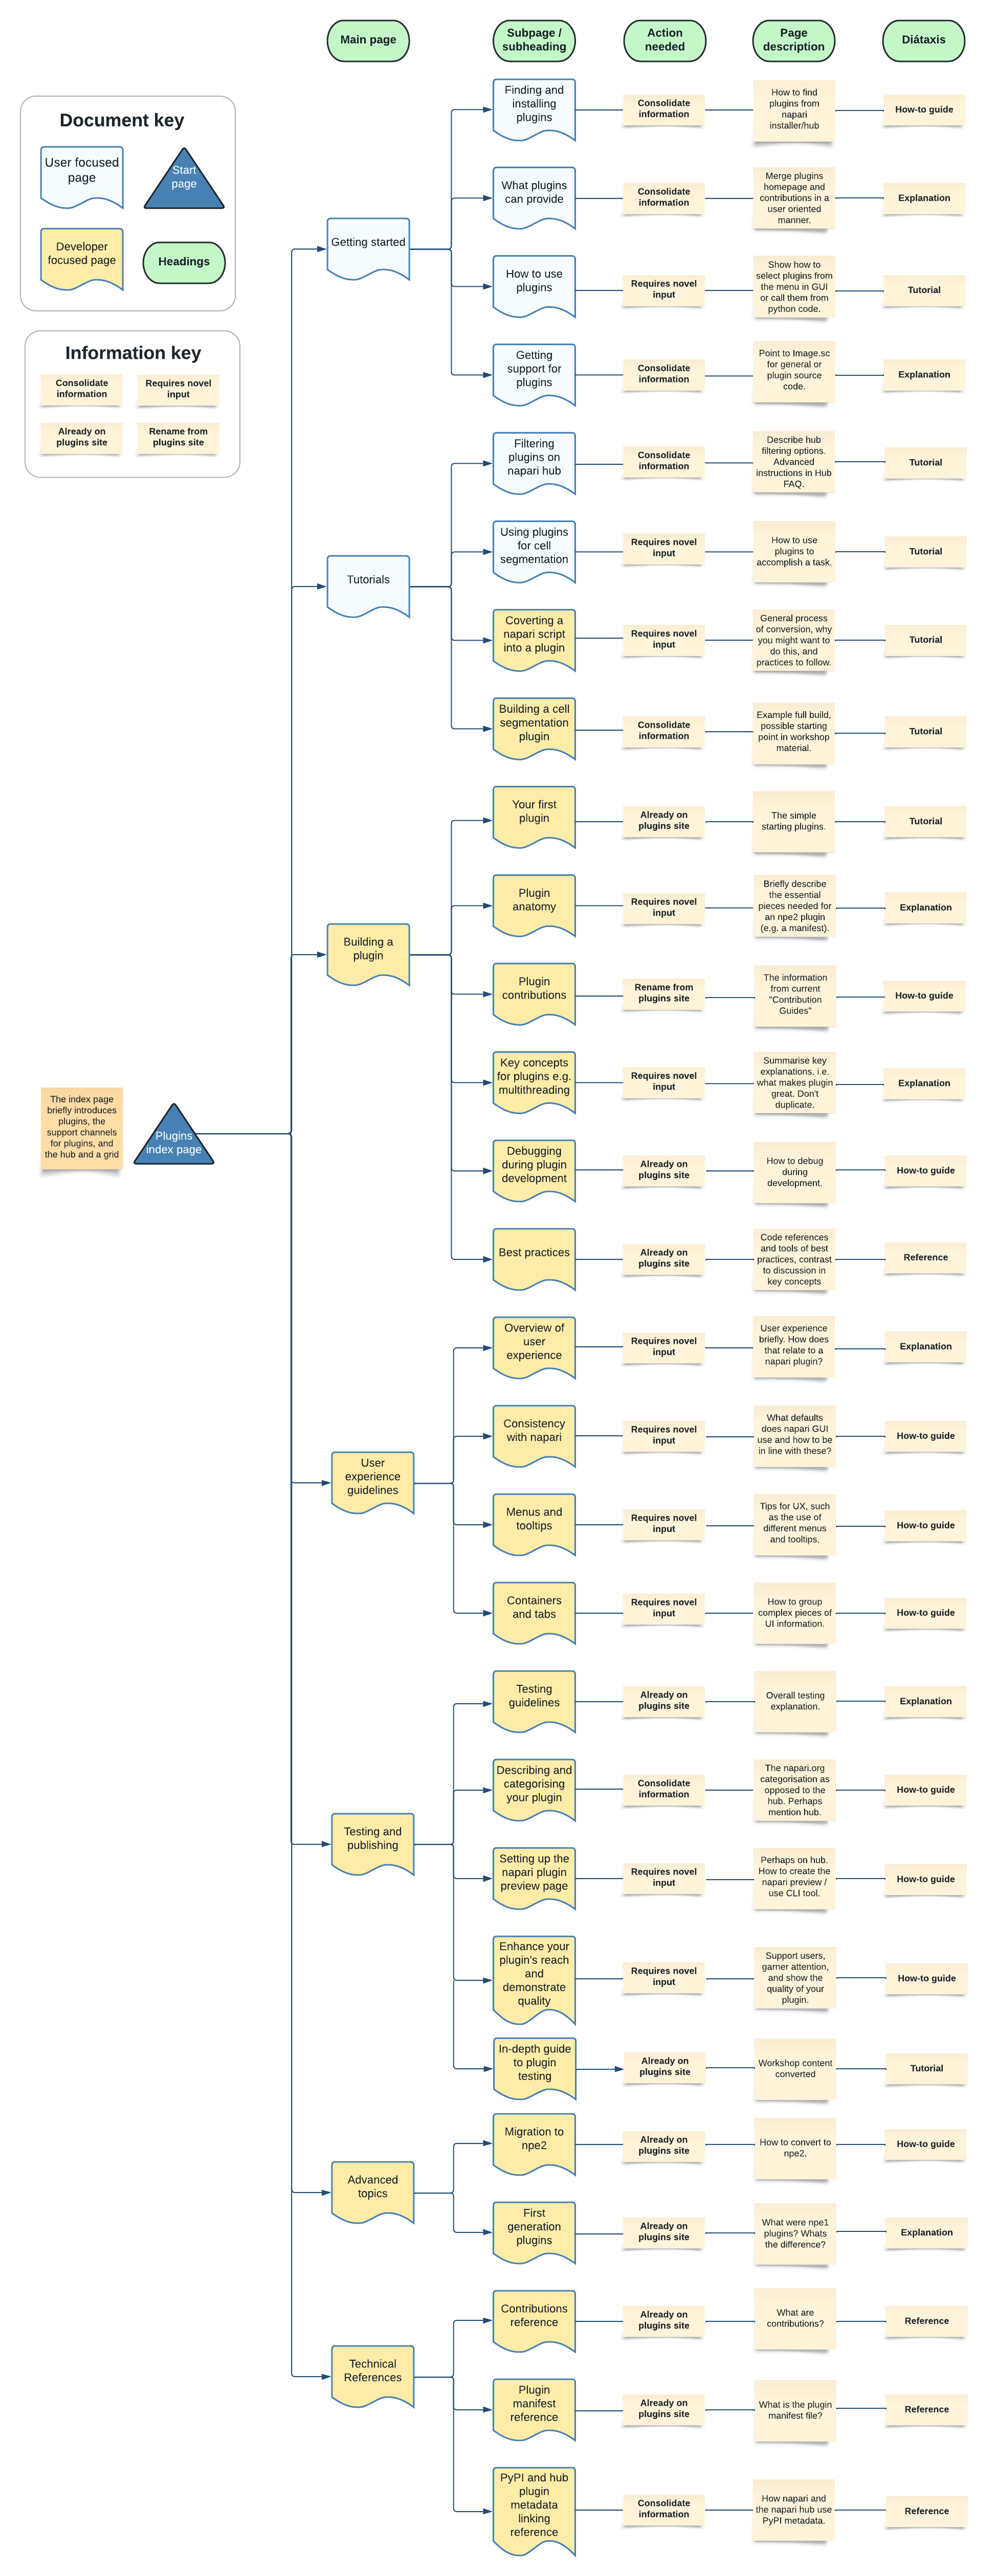 Main page
Subpage /
subheading
Action
needed
Page
description
Diátaxis
Document key
User focused
page
Start
page
Developer
focused page
Headings
Information key
Consolidate
information
Requires novel
input
Already on
plugins site
Rename from
plugins site
The index page
briefly introduces
plugins, the
support channels
for plugins, and
the hub and a grid
Plugins
index page
Getting started
Finding and
installing
plugins
Consolidate
information
How to find
plugins from
napari
installer/hub
How-to guide
What plugins
can provide
Consolidate
information
Merge plugins
homepage and
contributions in a
user oriented
manner.
Explanation
How to use
plugins
Requires novel
input
Show how to
select plugins from
the menu in GUI
or call them from
python code.
Tutorial
Getting
support for
plugins
Consolidate
information
Point to Image.sc
for general or
plugin source
code.
Explanation
Tutorials
Filtering
plugins on
napari hub
Consolidate
information
Describe hub
filtering options.
Advanced
instructions in Hub
FAQ.
Tutorial
Using plugins
for cell
segmentation
Requires novel
input
How to use
plugins to
accomplish a task.
Tutorial
Coverting a
napari script
into a plugin
Requires novel
input
General process
of conversion, why
you might want to
do this, and
practices to follow.
Tutorial
Building a cell
segmentation
plugin
Consolidate
information
Example full build,
possible starting
point in workshop
material.
Tutorial
Building a
plugin
Your first
plugin
Already on
plugins site
The simple
starting plugins.
Tutorial
Plugin
anatomy
Requires novel
input
Briefly describe
the essential
pieces needed for
an npe2 plugin
(e.g. a manifest).
Explanation
Plugin
contributions
Rename from
plugins site
The information
from current
"Contribution
Guides"
How-to guide
Key concepts
for plugins e.g.
multithreading
Requires novel
input
Summarise key
explanations. i.e.
what makes plugin
great. Don't
duplicate.
Explanation
Debugging
during plugin
development
Already on
plugins site
How to debug
during
development.
How-to guide
Best practices
Already on
plugins site
Code references
and tools of best
practices, contrast
to discussion in
key concepts
Reference
User
experience
guidelines
Overview of
user
experience
Requires novel
input
User experience
briefly. How does
that relate to a
napari plugin?
Explanation
Consistency
with napari
Requires novel
input
What defaults
does napari GUI
use and how to be
in line with these?
How-to guide
Menus and
tooltips
Requires novel
input
Tips for UX, such
as the use of
different menus
and tooltips.
How-to guide
Containers
and tabs
Requires novel
input
How to group
complex pieces of
UI information.
How-to guide
Testing and
publishing
Testing
guidelines
Already on
plugins site
Overall testing
explanation.
Explanation
Describing and
categorising
your plugin
Consolidate
information
The napari.org
categorisation as
opposed to the
hub. Perhaps
mention hub.
How-to guide
Setting up the
napari plugin
preview page
Requires novel
input
Perhaps on hub.
How to create the
napari preview /
use CLI tool.
How-to guide
Enhance your
plugin's reach
and
demonstrate
quality
Requires novel
input
Support users,
garner attention,
and show the
quality of your
plugin.
How-to guide
In-depth guide
to plugin
testing
Already on
plugins site
Workshop content
converted
Tutorial
Advanced
topics
Migration to
npe2
Already on
plugins site
How to convert to
npe2.
How-to guide
First
generation
plugins
Already on
plugins site
What were npe1
plugins? Whats
the difference?
Explanation
Technical
References
Contributions
reference
Already on
plugins site
What are
contributions?
Reference
Plugin
manifest
reference
Already on
plugins site
What is the plugin
manifest file?
Reference
PyPI and hub
plugin
metadata
linking
reference
Consolidate
information
How napari and
the napari hub use
PyPI metadata.
Reference